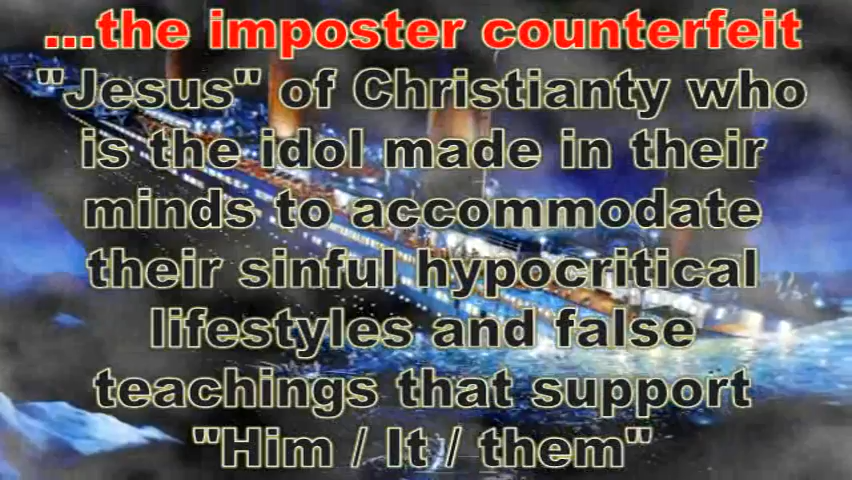 ...the imposter counterfeit
"Jesus" of Christianty who
is the idol made in their
minds to accommodate
their sinful hypocritical
lifestyles and false
teachings that support
"Him / It / them"